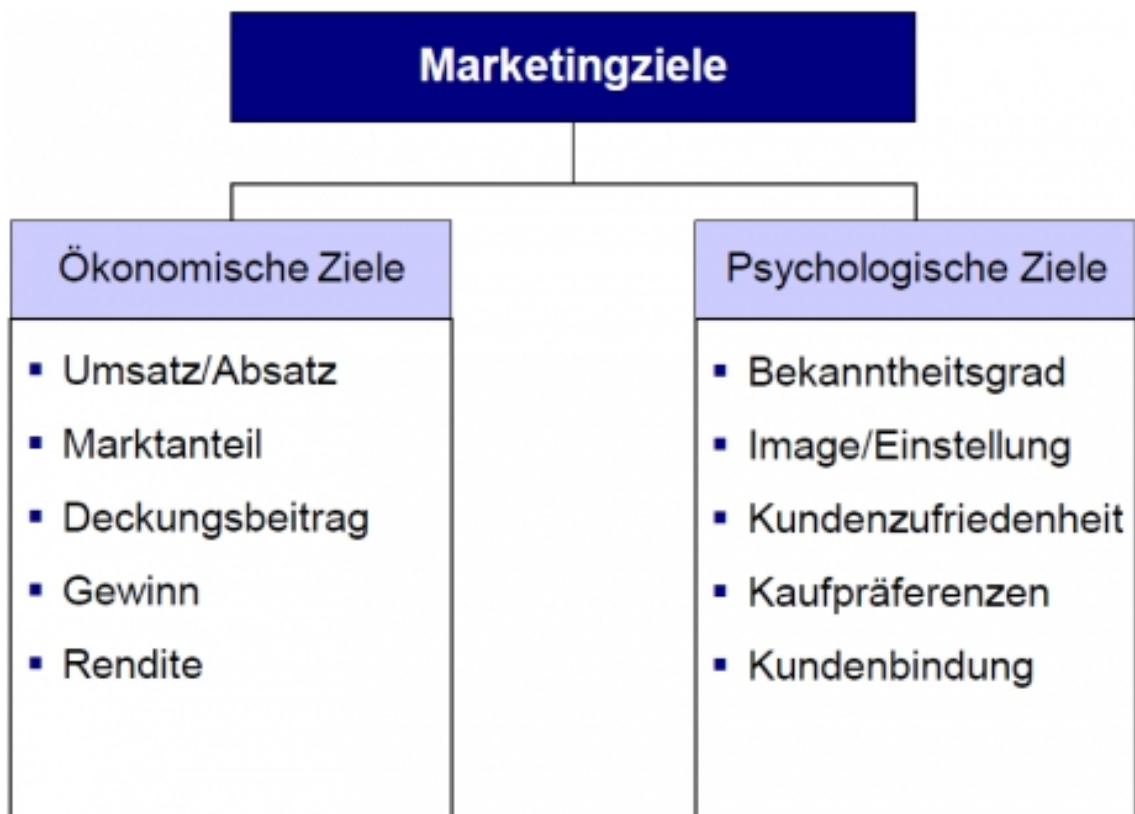 Marketingziele
Ökonomische Ziele
Umsatz/Absatz
Marktanteil
Deckungsbeitrag
Gewinn
Rendite
Psychologische Ziele
Bekanntheitsgrad
Image/Einstellung
Kundenzufriedenheit
Kaufpräferenzen
Kundenbindung